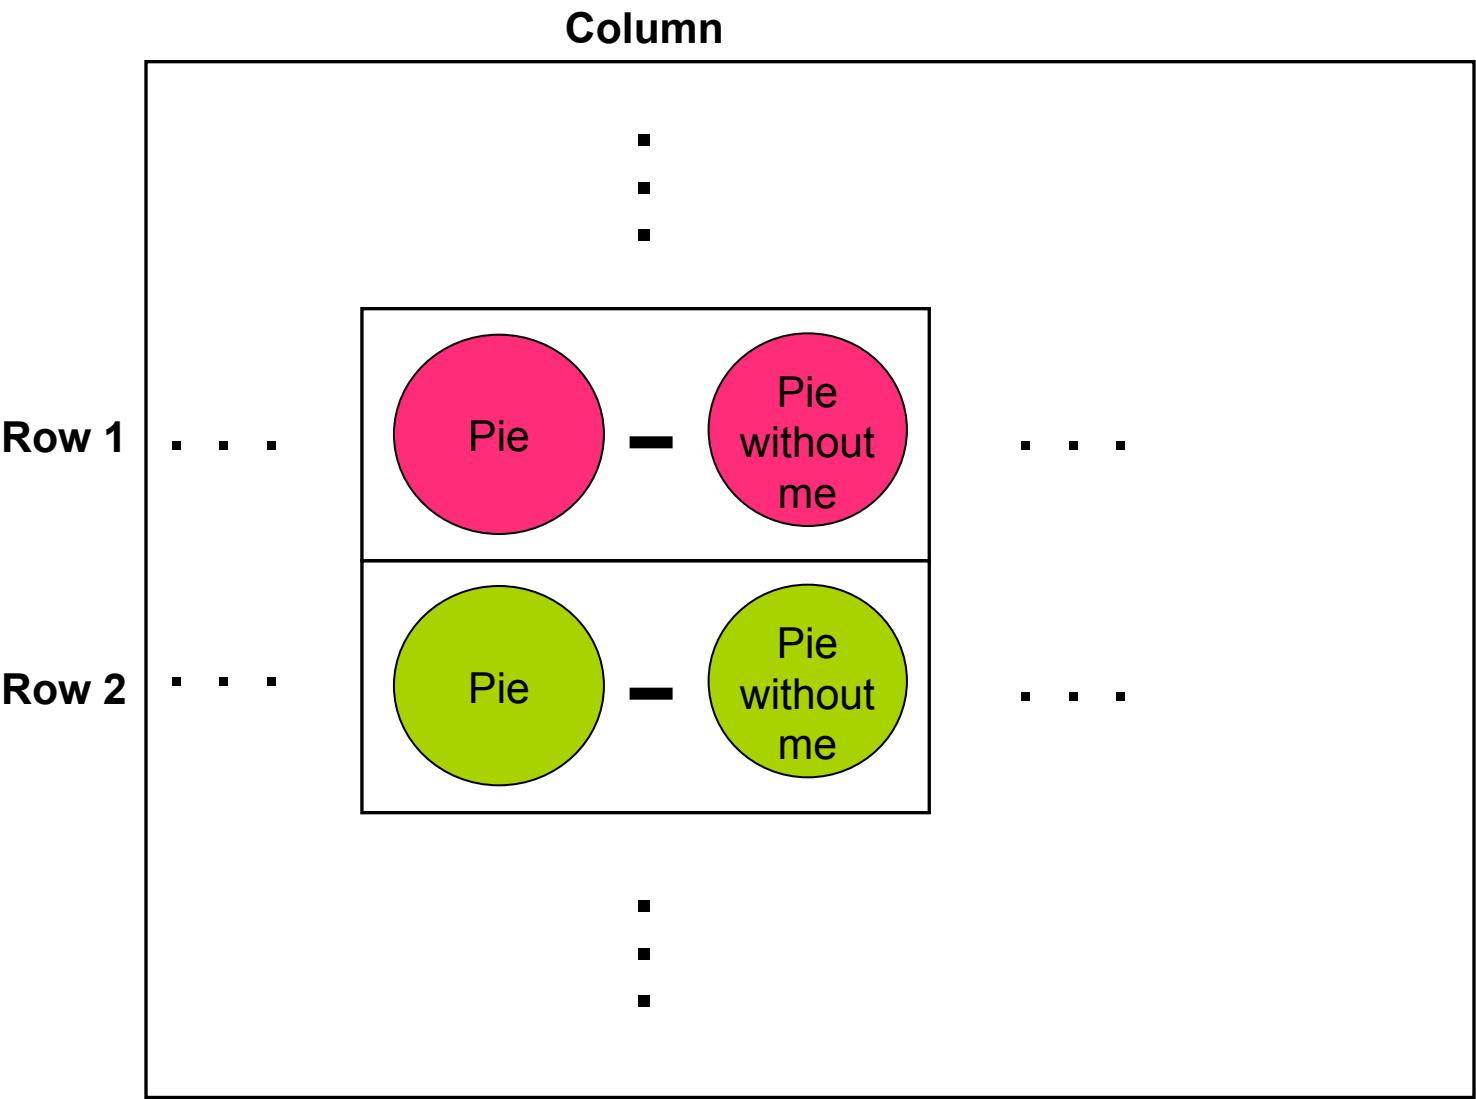 Column
Row 1
. . .
Pie
-
Pie
without
me
. . .
Row 2
. . .
Pie
-
Pie
without
me
. . .